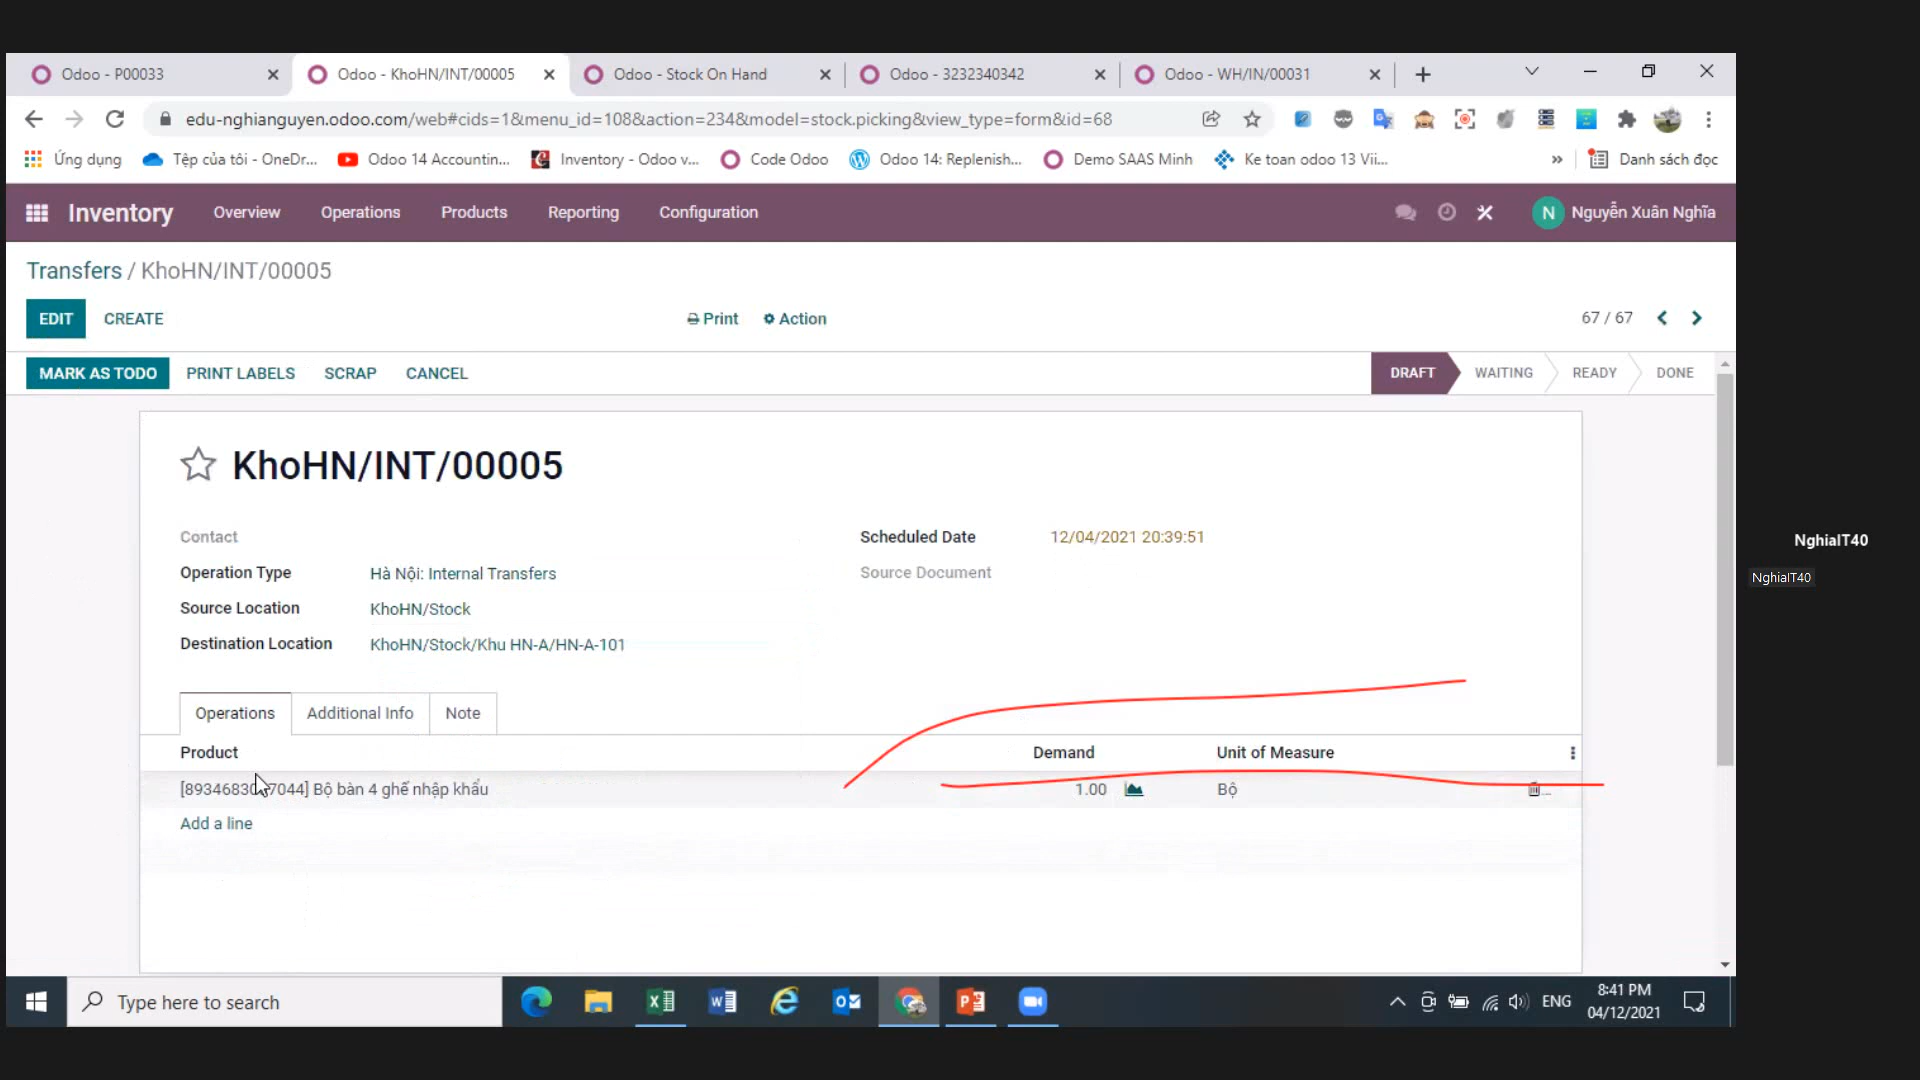 Odoo - P00033
Odoo - KhoHN/INT/00005
Odoo - Stock On Hand
Odoo - 3232340342
Odoo - WH/IN/00031
edu-nghianguyen.odoo.com/web#cids=1&menu_id=108&action=234&model=stock.picking&view_type=form&id=68
Ứng dụng
Tệp của tôi - OneDr...
Odoo 14 Accountin...
Inventory - Odoo v...
Code Odoo
Odoo 14: Replenish...
Demo SAAS Minh
Ke toan odoo 13 Vii...
»
Danh sách đọc
Inventory
Overview
Operations
Products
Reporting
Configuration
N
Nguyễn Xuân Nghĩa
Transfers / KhoHN/INT/00005
EDIT
CREATE
Print
Action
67 / 67
MARK AS TODO
PRINT LABELS
SCRAP
CANCEL
DRAFT
WAITING
READY
DONE
KhoHN/INT/00005
Contact
Scheduled Date 12/04/2021 20:39:51
Operation Type Hà Nội: Internal Transfers
Source Document
Source Location KhoHN/Stock
Destination Location KhoHN/Stock/Khu HN-A/HN-A-101
NghiaIT40
NghiaIT40
Operations
Additional Info
Note
Product
Demand
Unit of Measure
Bộ bàn 4 ghế nhập khẩu
1.00
Bộ
Add a line
Type here to search
ENG
8:41 PM
04/12/2021